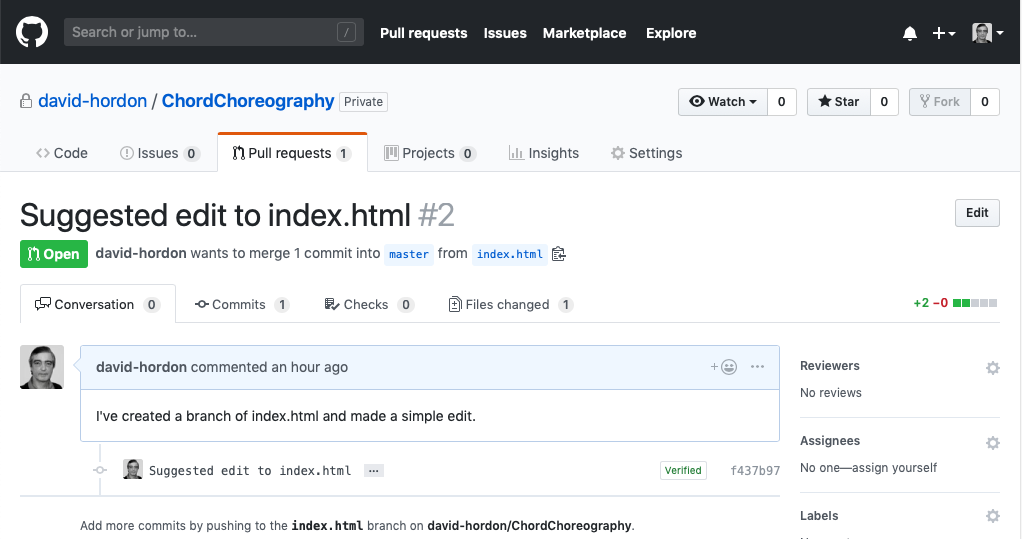 Search or jump to... / Pull requests Issues Marketplace Explore
david-hordon / ChordChoreography Private Watch 0 Star 0 Fork 0
Code Issues 0 Pull requests 1 Projects 0 Insights Settings
Suggested edit to index.html #2 Edit
Open david-hordon wants to merge 1 commit into master from index.html
Conversation 0 Commits 1 Checks 0 Files changed 1 +2 −0
david-hordon commented an hour ago
I've created a branch of index.html and made a simple edit.
Suggested edit to index.html ... Verified f437b97
Add more commits by pushing to the index.html branch on david-hordon/ChordChoreography.
Reviewers
No reviews
Assignees
No one—assign yourself
Labels